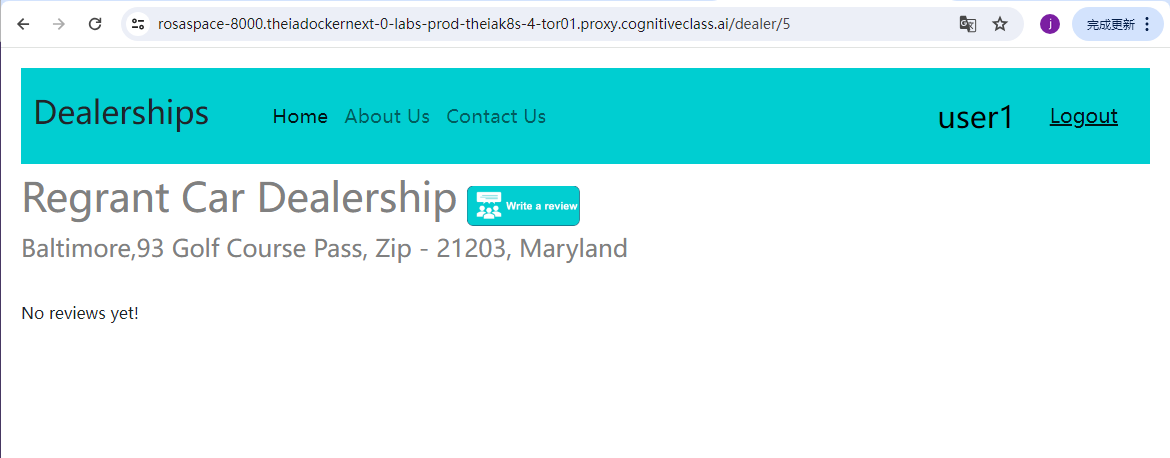 rosaspace-8000.theiadockernext-0-labs-prod-theiak8s-4-tor01.proxy.cognitiveclass.ai/dealer/5 j 完成更新
Dealerships Home About Us Contact Us user1 Logout
Regrant Car Dealership Write a review
Baltimore,93 Golf Course Pass, Zip - 21203, Maryland
No reviews yet!